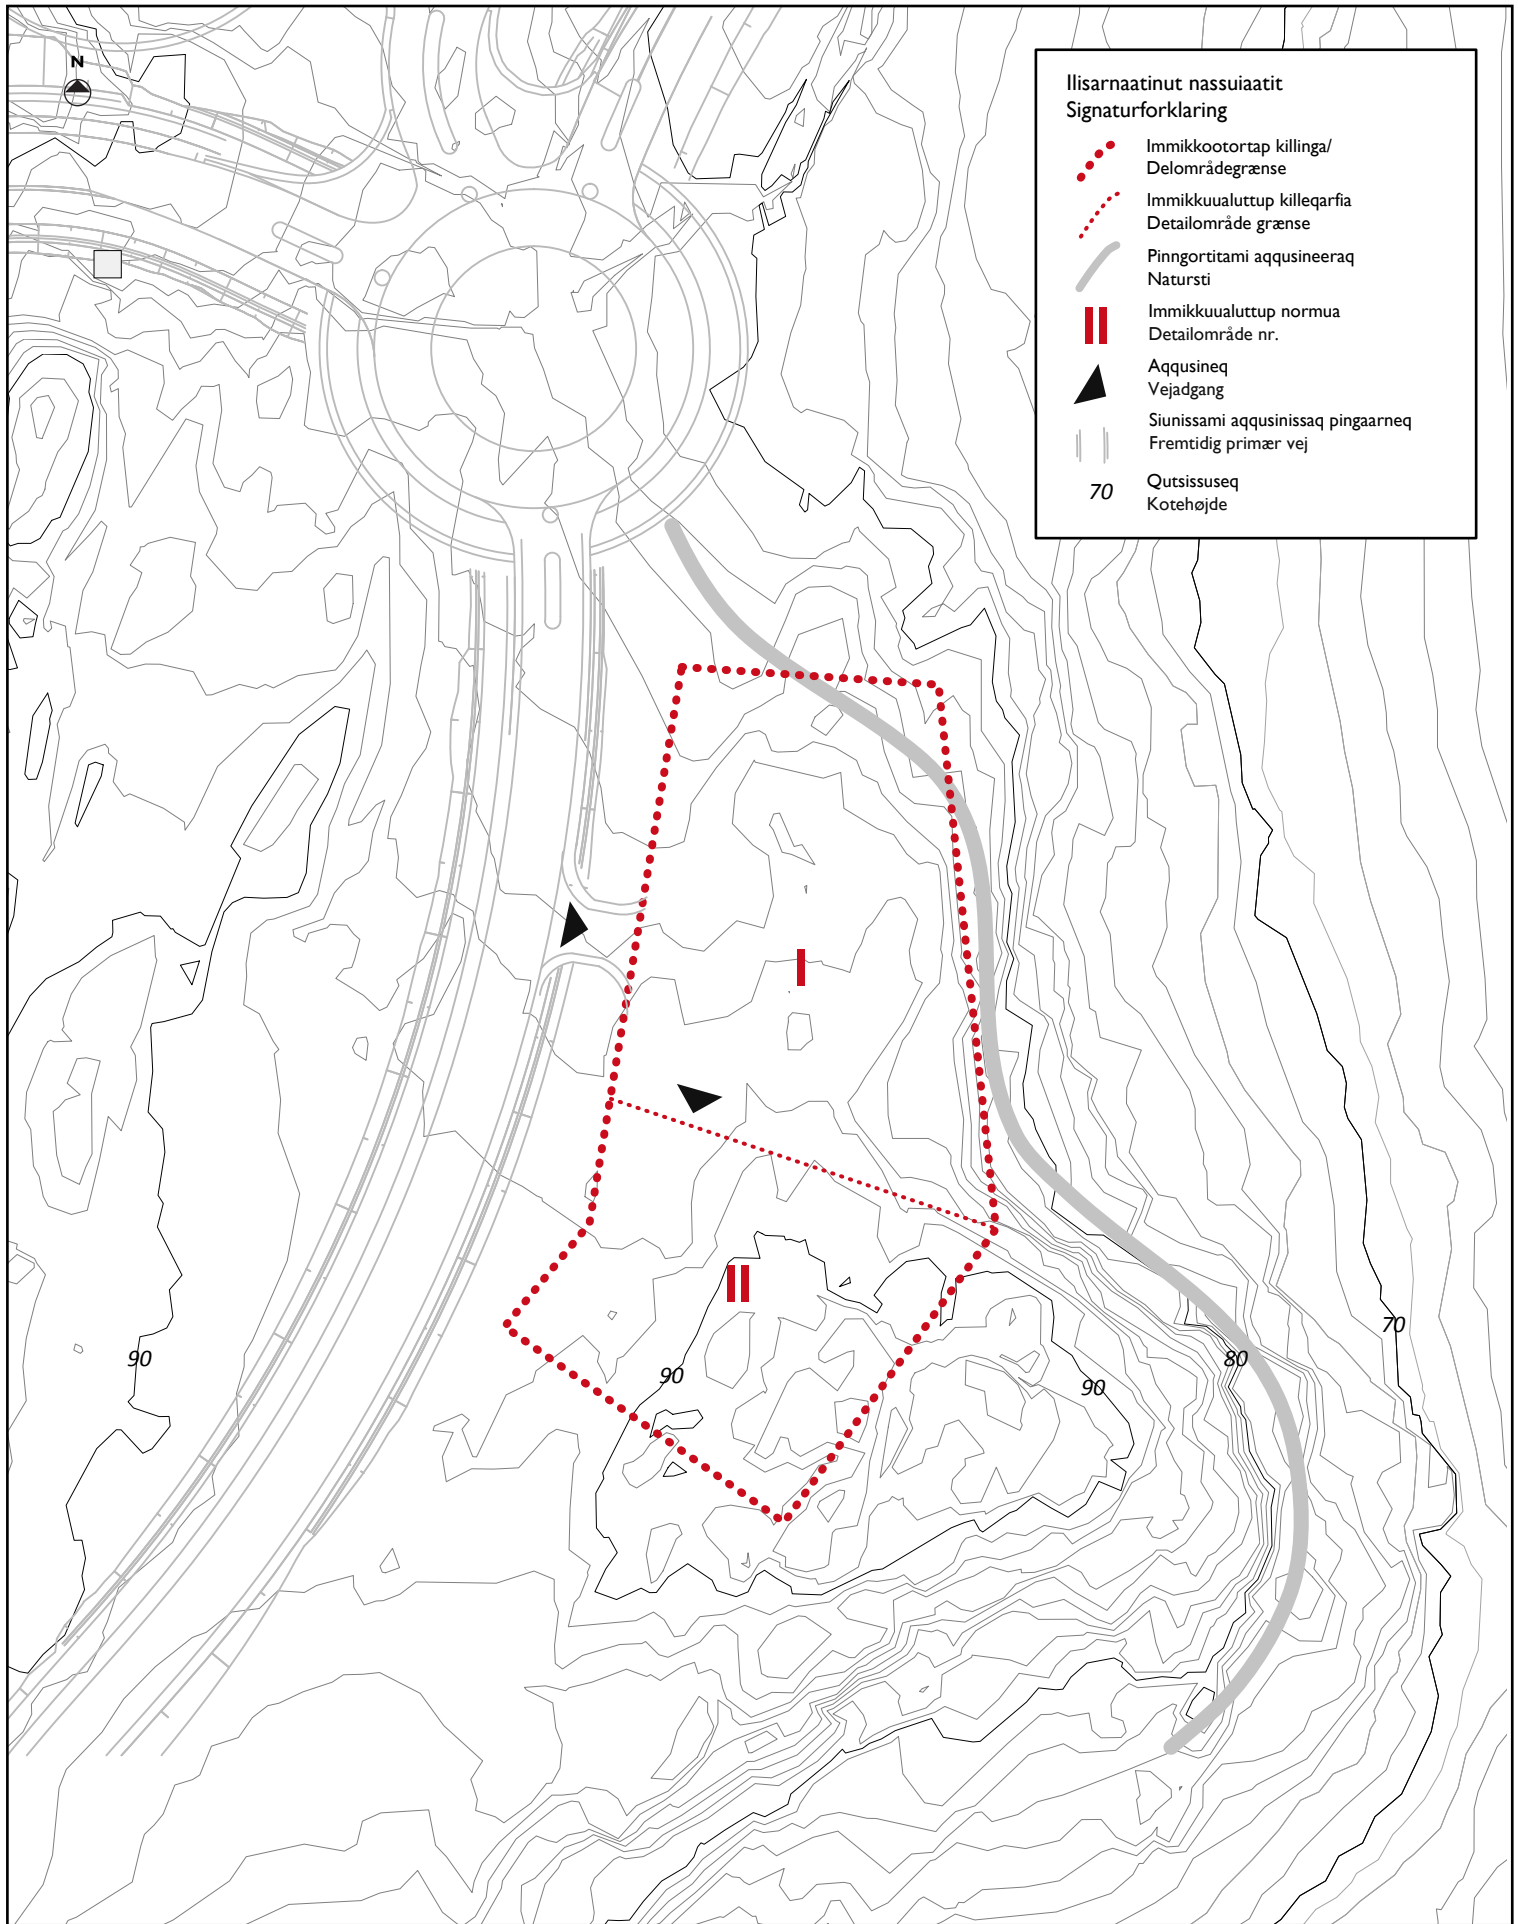 N
Ilisarnaatinut nassuiaatit
Signaturforklaring
Immikkootortap killinga/
Delområdegrænse
Immikkuualuttup killeqarfia
Detailområde grænse
Pinngortitami aqqusineeraq
Natursti
II
Immikkuualuttup normua
Detailområde nr.
Aqqusineq
Vejadgang
Siunissami aqqusinissaq pingaarneq
Fremtidig primær vej
70
Qutsissuseq
Kotehøjde
I
II
70
90
80
90
90